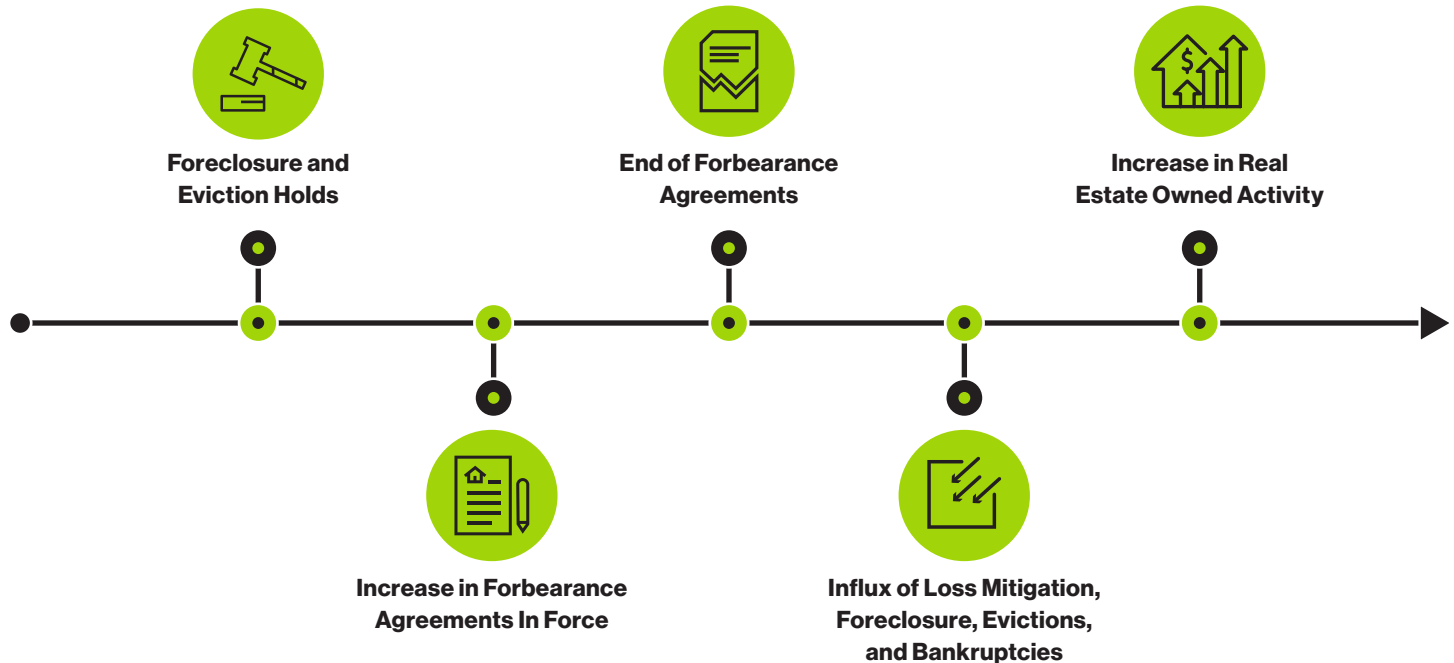 Foreclosure and
Eviction Holds
End of Forbearance
Agreements
$
Increase in Real
Estate Owned Activity
Increase in Forbearance
Agreements In Force
Influx of Loss Mitigation,
Foreclosure, Evictions,
and Bankruptcies